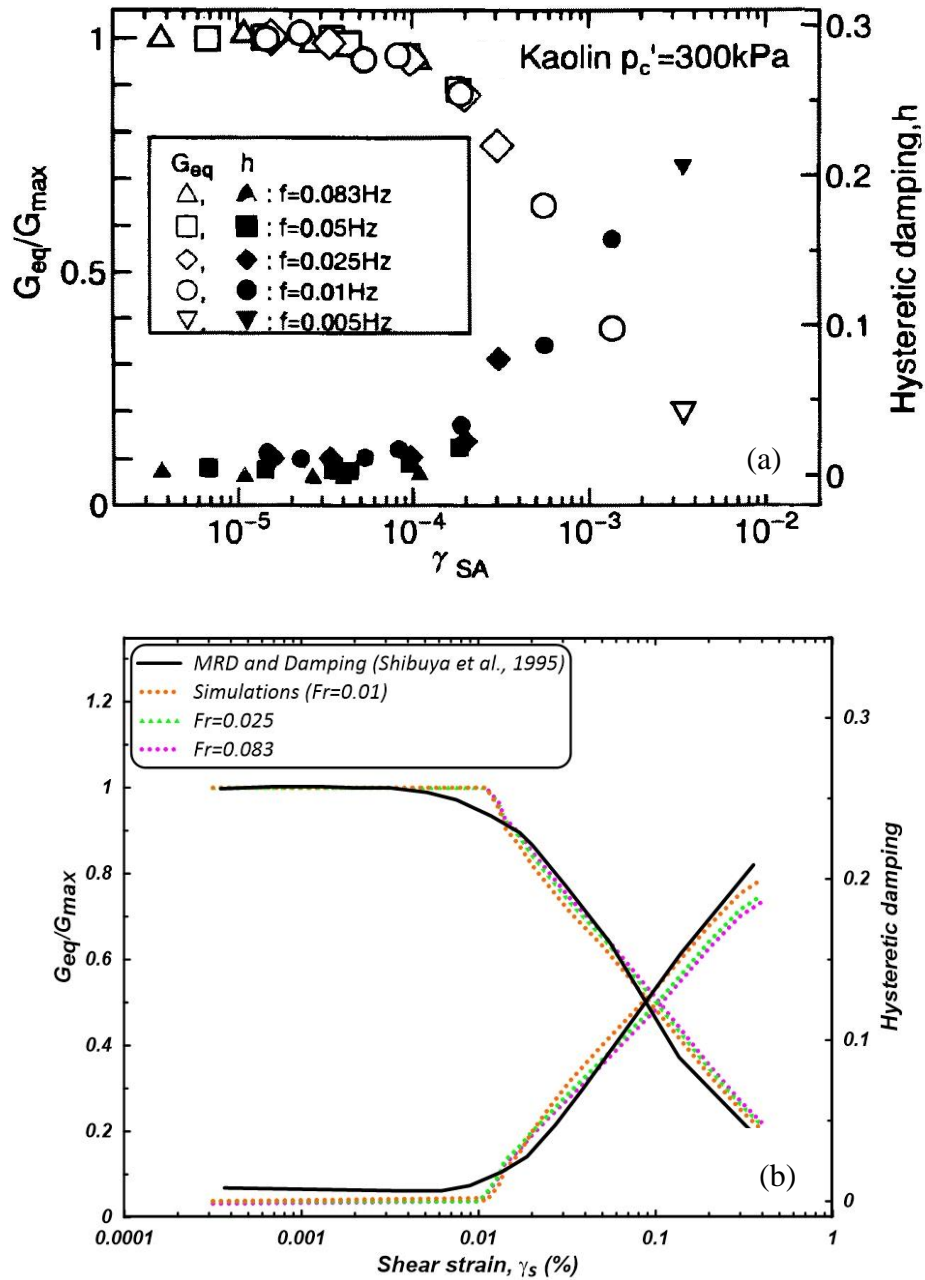 Kaolin pc'=300kPa
Geq h
, : f=0.083Hz
, : f=0.05Hz
, : f=0.025Hz
, : f=0.01Hz
, : f=0.005Hz
Geq/Gmax
1
0.5
0
Hysteretic damping,h
0.3
0.2
0.1
0
(a)
10-5 10-4 10-3 10-2
γ SA
MRD and Damping (Shibuya et al., 1995)
Simulations (Fr=0.01)
Fr=0.025
Fr=0.083
Geq/Gmax
1.2
1
0.8
0.6
0.4
0.2
0
Hysteretic damping
0.3
0.2
0.1
0
(b)
0.0001 0.001 0.01 0.1 1
Shear strain, γs (%)